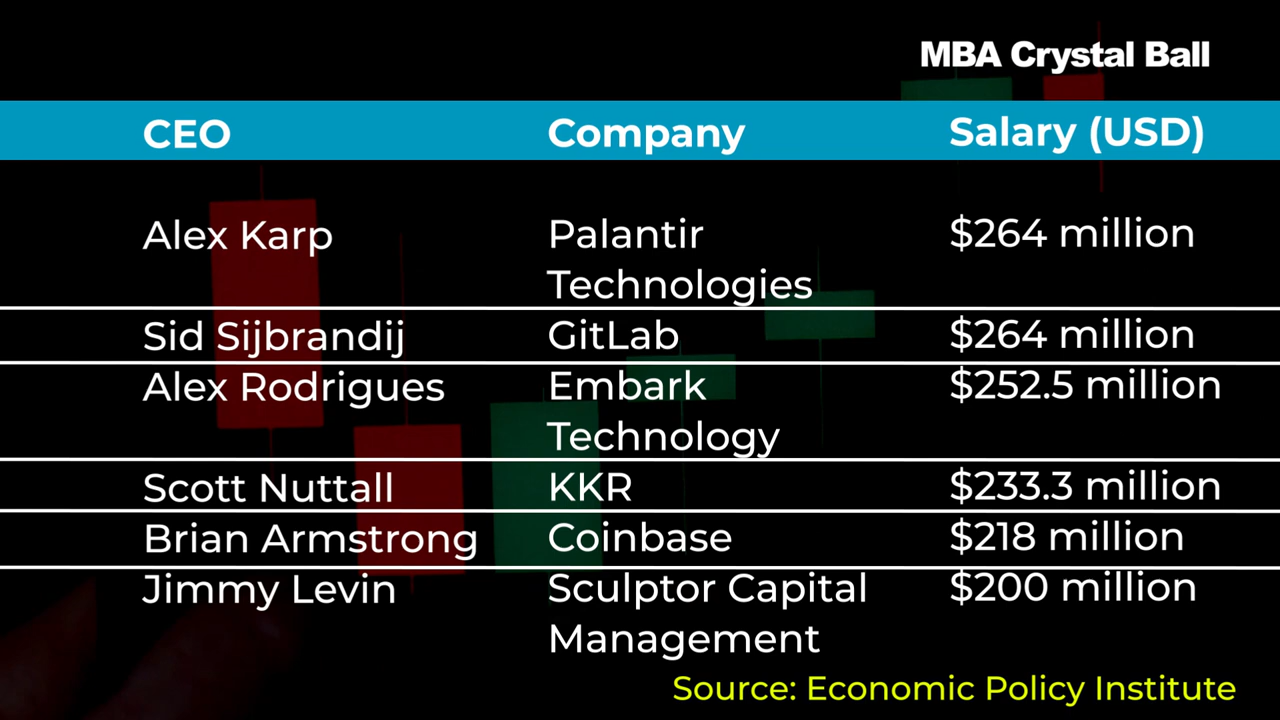 MBA Crystal Ball
CEO Company Salary (USD)
Alex Karp Palantir $264 million
Technologies
Sid Sijbrandij GitLab $264 million
Alex Rodrigues Embark $252.5 million
Technology
Scott Nuttall KKR $233.3 million
Brian Armstrong Coinbase $218 million
Jimmy Levin Sculptor Capital $200 million
Management
Source: Economic Policy Institute